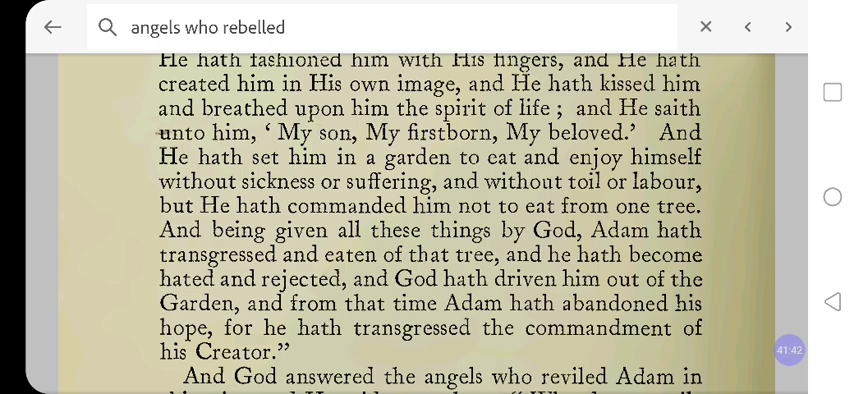 angels who rebelled
He hath fashioned him with His fingers, and He hath
created him in His own image, and He hath kissed him
and breathed upon him the spirit of life ; and He saith
unto him, ‘ My son, My firstborn, My beloved.’ And
He hath set him in a garden to eat and enjoy himself
without sickness or suffering, and without toil or labour,
but He hath commanded him not to eat from one tree.
And being given all these things by God, Adam hath
transgressed and eaten of that tree, and he hath become
hated and rejected, and God hath driven him out of the
Garden, and from that time Adam hath abandoned his
hope, for he hath transgressed the commandment of
his Creator.”
41:42
And God answered the angels who reviled Adam in